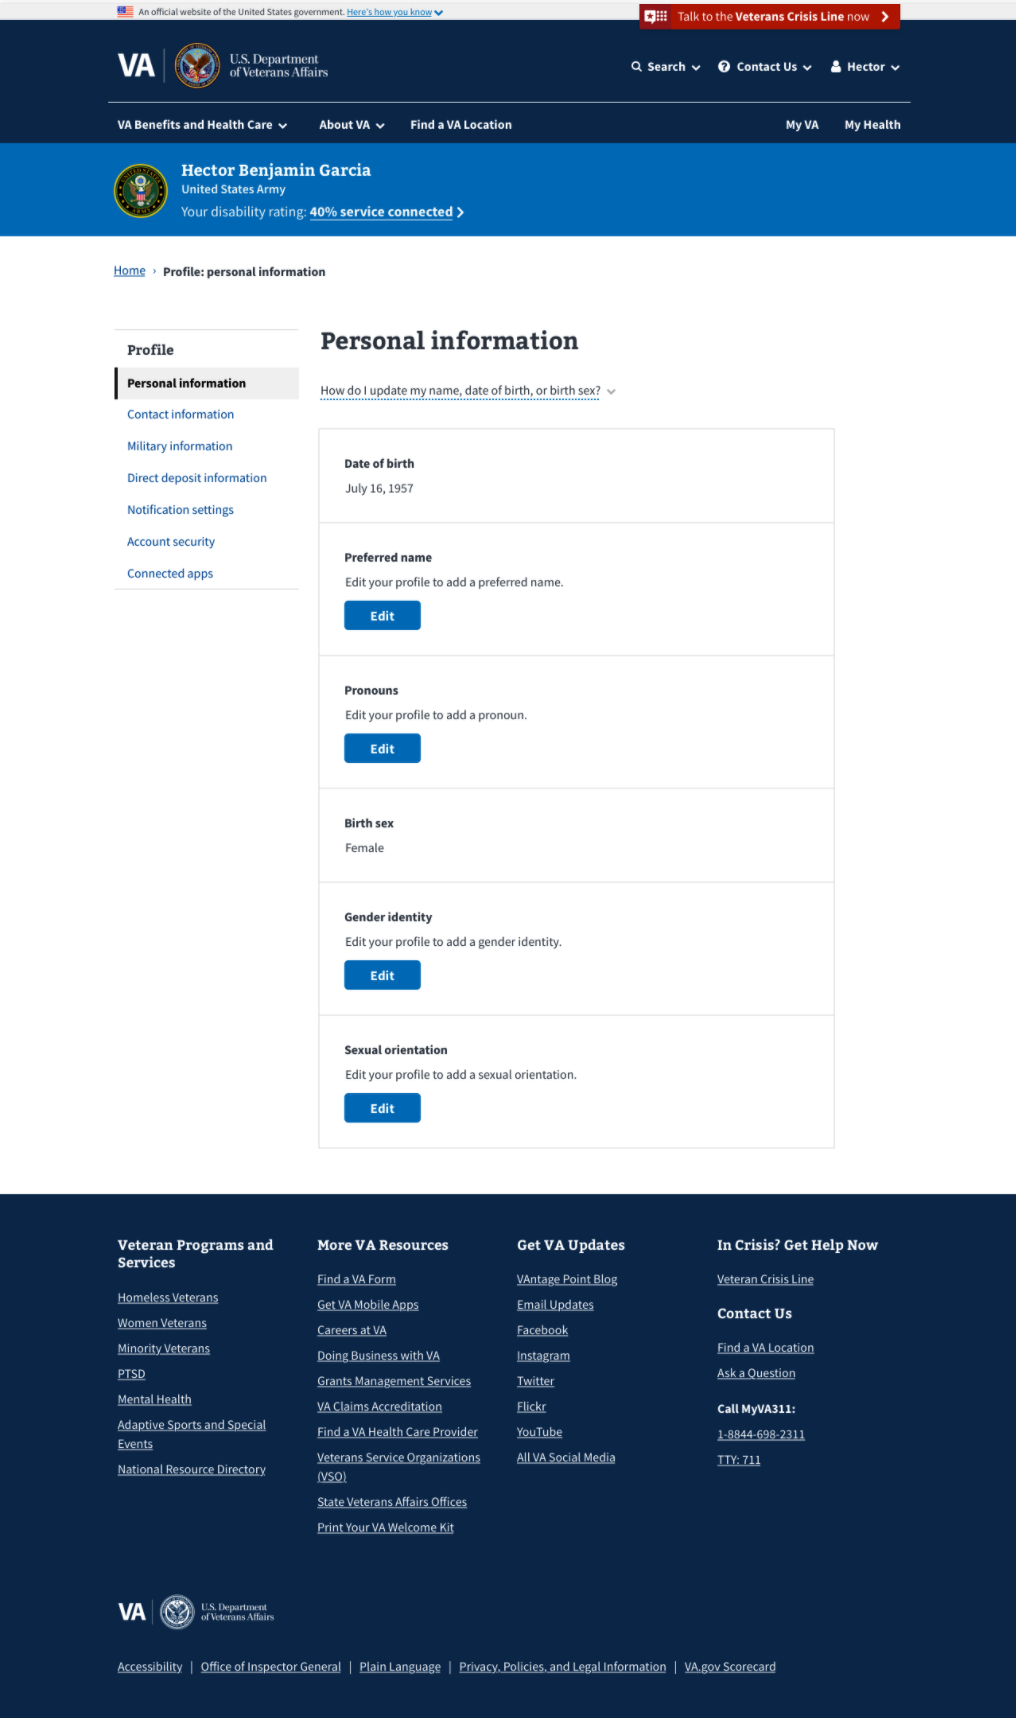 An official website of the United States government. Here's how you know
Talk to the Veterans Crisis Line now
VA
U.S. Department
of Veterans Affairs
Search
Contact Us
Hector
VA Benefits and Health Care
About VA
Find a VA Location
My VA
My Health
Hector Benjamin Garcia
United States Army
Your disability rating: 40% service connected
Home › Profile: personal information
Profile
Personal information
Contact information
Military information
Direct deposit information
Notification settings
Account security
Connected apps
Personal information
How do I update my name, date of birth, or birth sex?
Date of birth
July 16, 1957
Preferred name
Edit your profile to add a preferred name.
Edit
Pronouns
Edit your profile to add a pronoun.
Edit
Birth sex
Female
Gender identity
Edit your profile to add a gender identity.
Edit
Sexual orientation
Edit your profile to add a sexual orientation.
Edit
Veteran Programs and
Services
Homeless Veterans
Women Veterans
Minority Veterans
PTSD
Mental Health
Adaptive Sports and Special
Events
National Resource Directory
More VA Resources
Find a VA Form
Get VA Mobile Apps
Careers at VA
Doing Business with VA
Grants Management Services
VA Claims Accreditation
Find a VA Health Care Provider
Veterans Service Organizations
(VSO)
State Veterans Affairs Offices
Print Your VA Welcome Kit
Get VA Updates
VAntage Point Blog
Email Updates
Facebook
Instagram
Twitter
Flickr
YouTube
All VA Social Media
In Crisis? Get Help Now
Veteran Crisis Line
Contact Us
Find a VA Location
Ask a Question
Call MyVA311:
1-8844-698-2311
TTY: 711
VA
U.S. Department
of Veterans Affairs
Accessibility | Office of Inspector General | Plain Language | Privacy, Policies, and Legal Information | VA.gov Scorecard